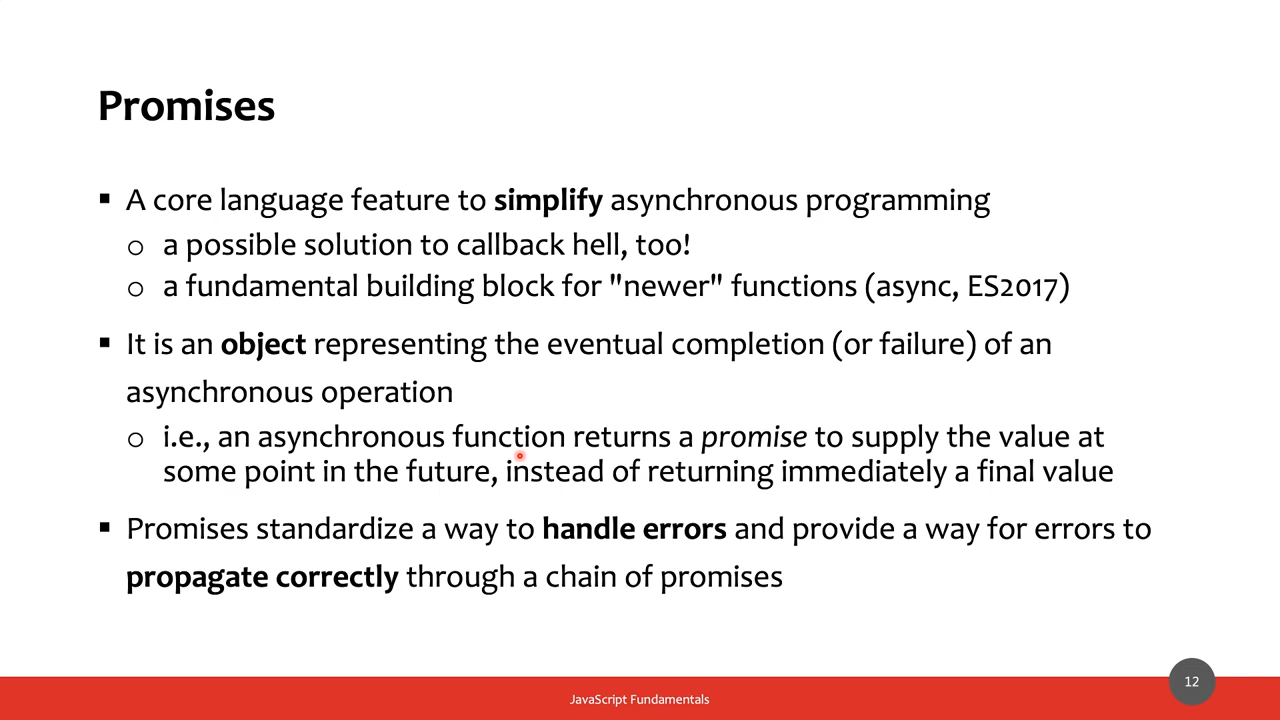 Promises
▪ A core language feature to simplify asynchronous programming
o a possible solution to callback hell, too!
o a fundamental building block for "newer" functions (async, ES2017)
▪ It is an object representing the eventual completion (or failure) of an
asynchronous operation
o i.e., an asynchronous function returns a promise to supply the value at
some point in the future, instead of returning immediately a final value
▪ Promises standardize a way to handle errors and provide a way for errors to
propagate correctly through a chain of promises
12
JavaScript Fundamentals